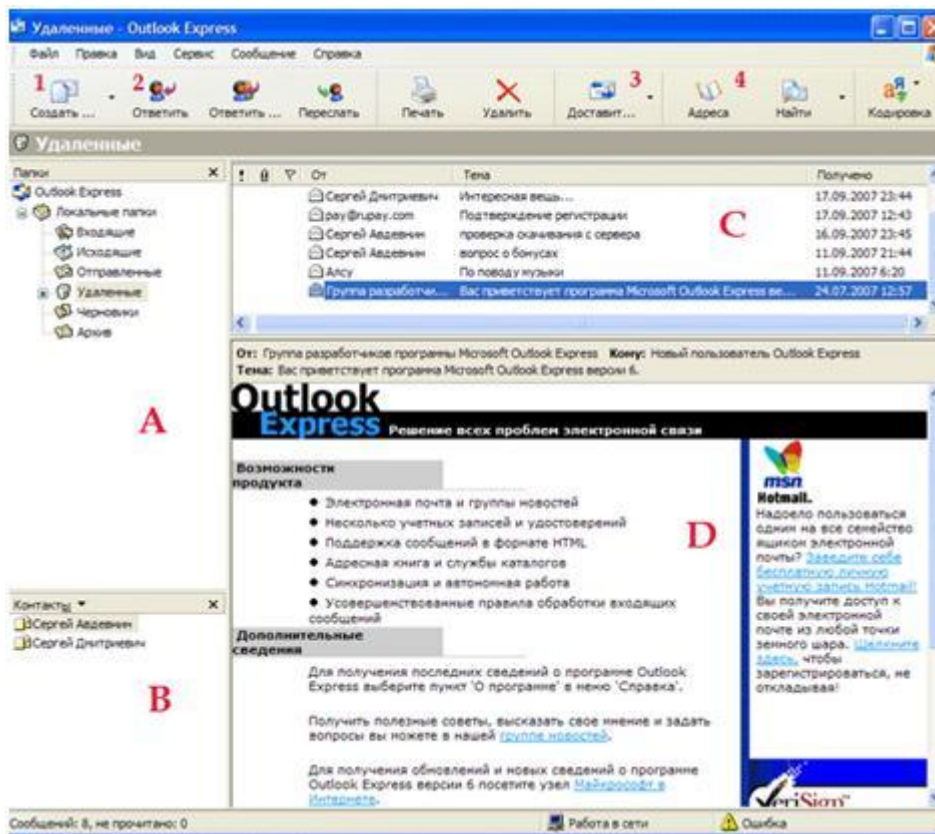 Удаленные - Outlook Express
Файл Правка Вид Сервис Сообщение Справка
1 2 3 4
Создать ... Ответить Ответить ... Переслать Печать Удалить Доставит... Адреса Найти Кодировка
Удаленные
Папки
Outlook Express
Локальные папки
Входящие
Исходящие
Отправленные
Удаленные
Черновики
Архив
A
Контакты
Сергей Авдевнин
Сергей Дмитриевич
B
От Тема Получено
Сергей Дмитриевич Интересная вещь... 17.09.2007 23:44
pay@rupay.com Подтверждение регистрации 17.09.2007 12:43
Сергей Авдевнин проверка скачивания с сервера 16.09.2007 23:45
Сергей Авдевнин вопрос о бонусах 11.09.2007 21:44
Алсу По поводу музыки 11.09.2007 6:20
Группа разработчи... Вас приветствует программа Microsoft Outlook Express ве... 24.07.2007 12:57
C
От: Группа разработчиков программы Microsoft Outlook Express Кому: Новый пользователь Outlook Express
Тема: Вас приветствует программа Microsoft Outlook Express версии 6.
Outlook
Express Решение всех проблем электронной связи
Возможности
продукта
● Электронная почта и группы новостей
● Несколько учетных записей и удостоверений
● Поддержка сообщений в формате HTML
● Адресная книга и службы каталогов
● Синхронизация и автономная работа
● Усовершенствованные правила обработки входящих
сообщений
D
Дополнительные
сведения
Для получения последних сведений о программе Outlook
Express выберите пункт 'О программе' в меню 'Справка'.
Получить полезные советы, высказать свое мнение и задать
вопросы вы можете в нашей группе новостей.
Для получения обновлений и новых сведений о программе
Outlook Express версии 6 посетите узел Майкрософт в
Интернете.
msn
Hotmail.
Надоело пользоваться
одним на все семейство
ящиком электронной
почты? Заведите себе
бесплатную личную
учетную запись Hotmail!
Вы получите доступ к
своей электронной
почте из любой точки
земного шара. Щелкните
здесь, чтобы
зарегистрироваться, не
откладывая!
VeriSign
Сообщений: 8, не прочитано: 0 Работа в сети Ошибка